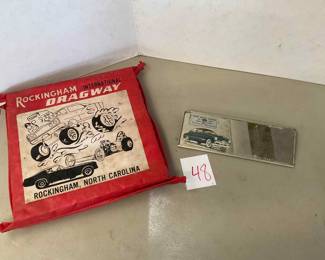 ROCKINGHAM
INTERNATIONAL
DRAGWAY
ROCKINGHAM, NORTH CAROLINA
48